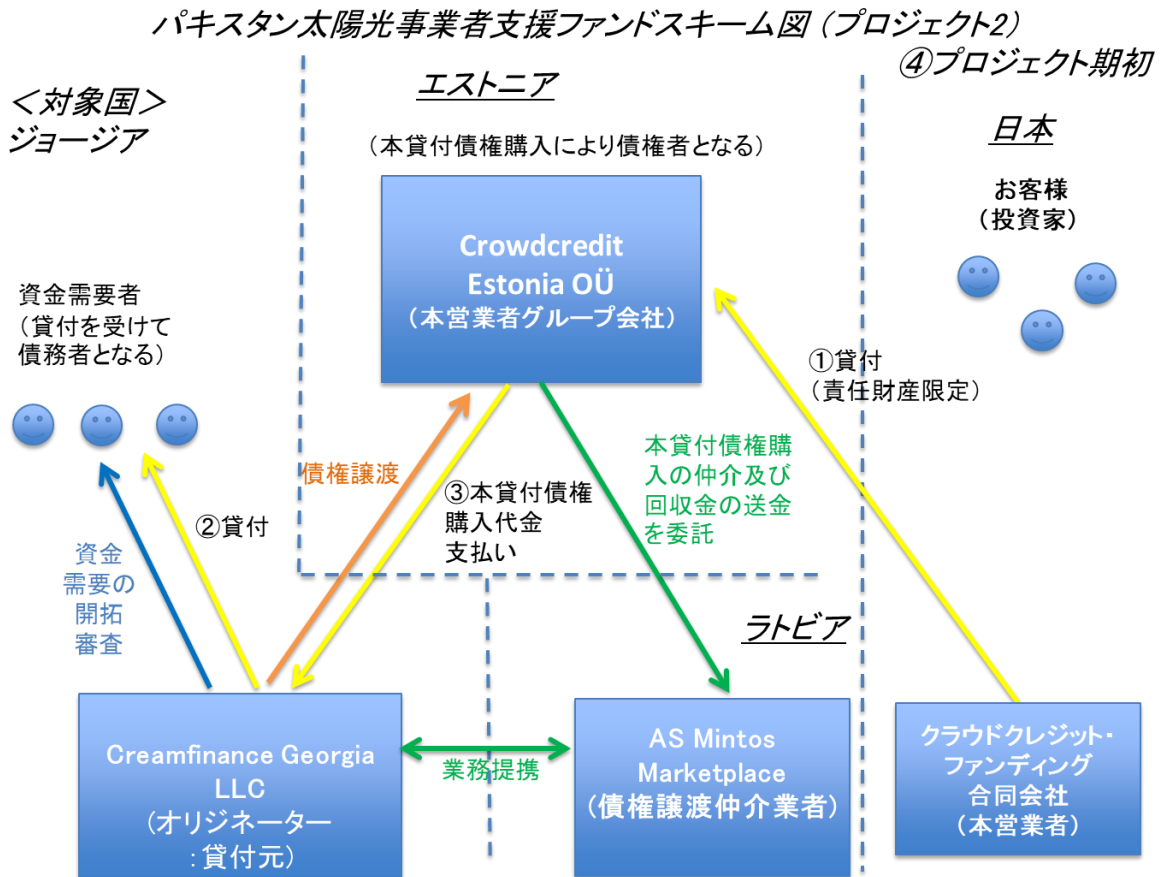 パキスタン太陽光事業者支援ファンドスキーム図（プロジェクト2）
④プロジェクト期初
＜対象国＞
ジョージア
エストニア
（本貸付債権購入により債権者となる）
日本
お客様
（投資家）
Crowdcredit
Estonia OÜ
（本営業者グループ会社）
資金需要者
（貸付を受けて
債務者となる）
①貸付
（責任財産限定）
債権譲渡
③本貸付債権
購入代金
支払い
本貸付債権購
入の仲介及び
回収金の送金
を委託
②貸付
資金
需要の
開拓
審査
ラトビア
Creamfinance Georgia
LLC
（オリジネーター
：貸付元）
業務提携
AS Mintos
Marketplace
（債権譲渡仲介業者）
クラウドクレジット・
ファンディング
合同会社
（本営業者）